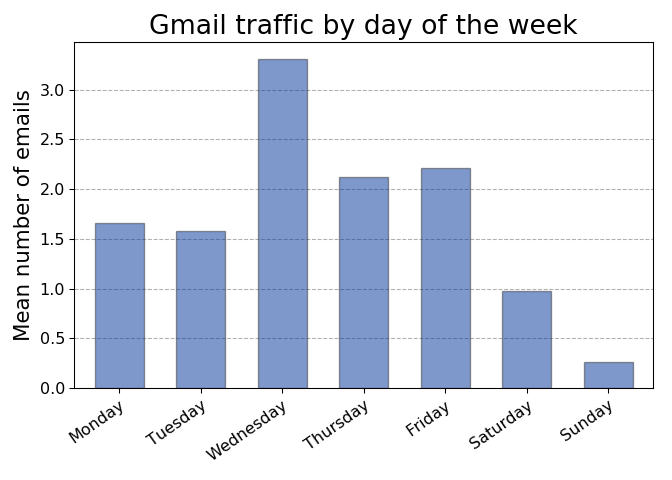 Gmail traffic by day of the week
Mean number of emails
3.0
2.5
2.0
1.5
1.0
0.5
0.0
Monday
Tuesday
Wednesday
Thursday
Friday
Saturday
Sunday